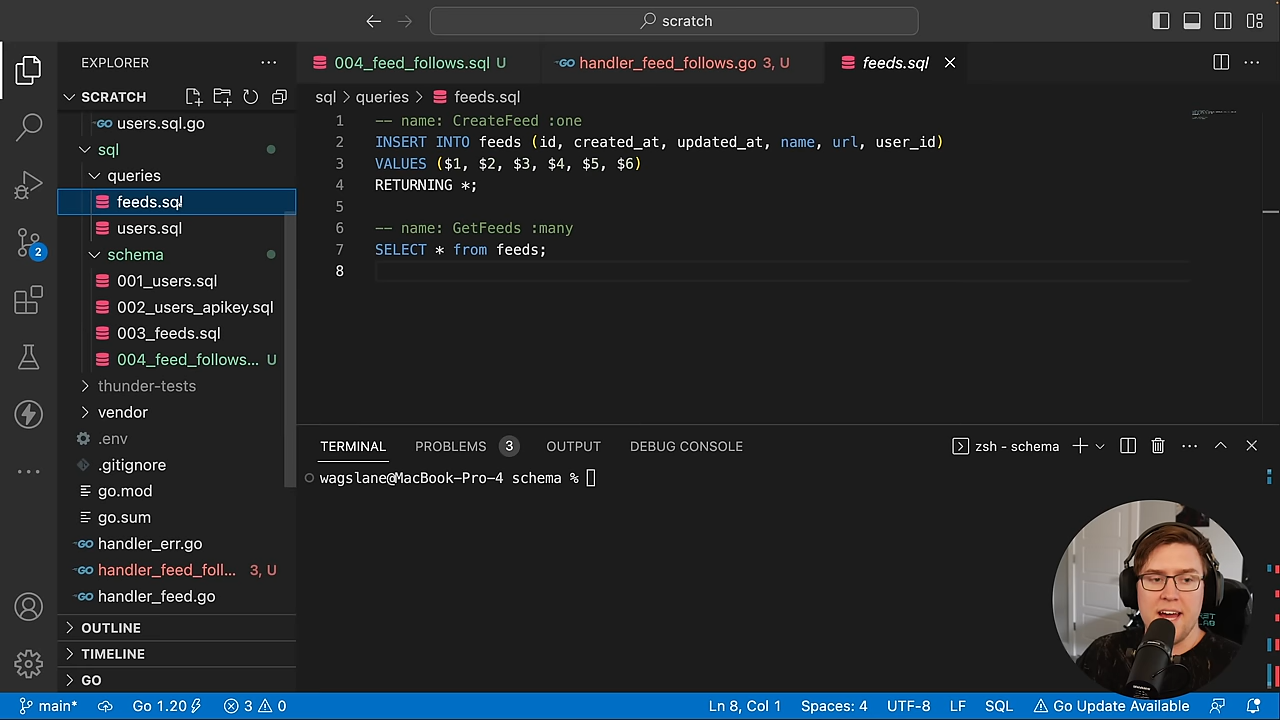 scratch
EXPLORER
004_feed_follows.sql U
handler_feed_follows.go 3, U
feeds.sql
SCRATCH
sql > queries > feeds.sql
users.sql.go
sql
queries
feeds.sql
users.sql
schema
001_users.sql
002_users_apikey.sql
003_feeds.sql
004_feed_follows... U
thunder-tests
vendor
.env
.gitignore
go.mod
go.sum
handler_err.go
handler_feed_foll... 3, U
handler_feed.go
OUTLINE
TIMELINE
GO
2
1 -- name: CreateFeed :one
2 INSERT INTO feeds (id, created_at, updated_at, name, url, user_id)
3 VALUES ($1, $2, $3, $4, $5, $6)
4 RETURNING *;
5
6 -- name: GetFeeds :many
7 SELECT * from feeds;
8
TERMINAL PROBLEMS 3 OUTPUT DEBUG CONSOLE zsh - schema
wagslane@MacBook-Pro-4 schema %
main* Go 1.20 3 0 Ln 8, Col 1 Spaces: 4 UTF-8 LF SQL Go Update Available